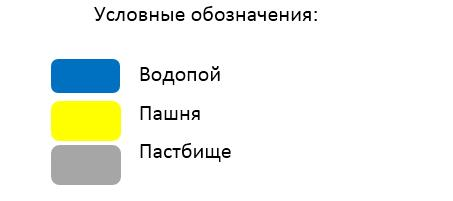 Условные обозначения:
Водопой
Пашня
Пастбище